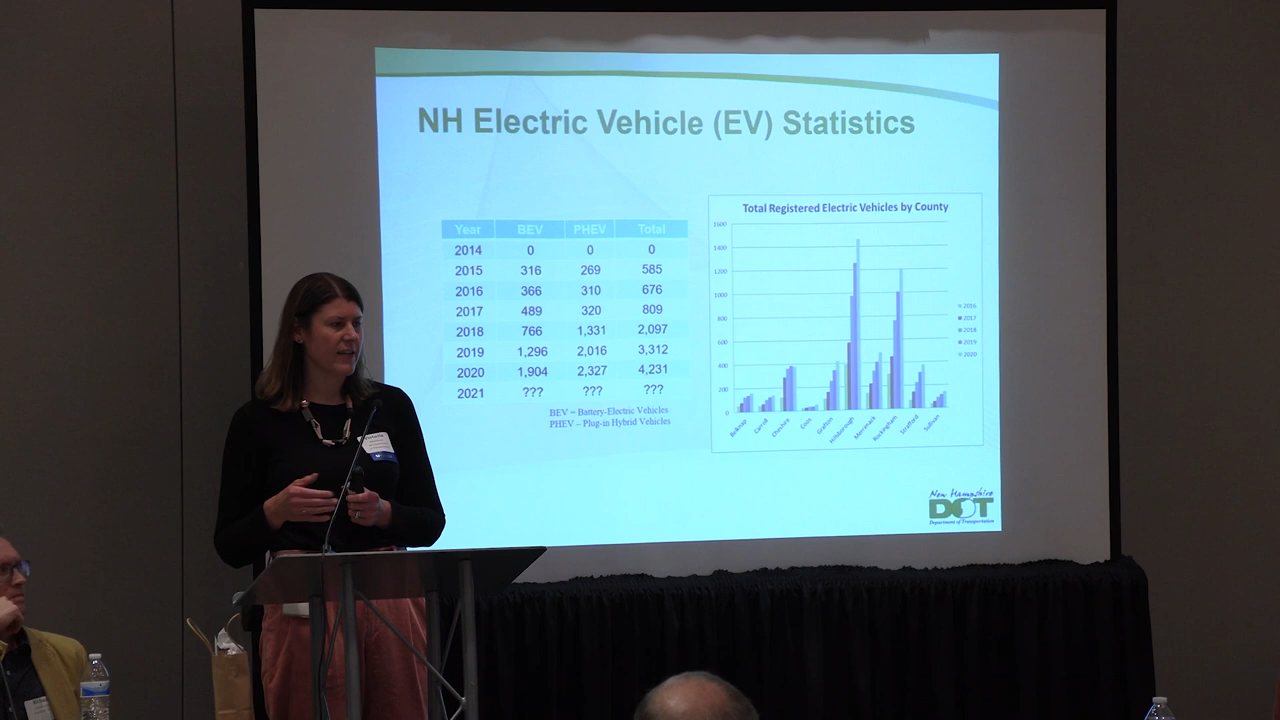 NH Electric Vehicle (EV) Statistics
Year BEV PHEV Total
2014 0 0 0
2015 316 269 585
2016 366 310 676
2017 489 320 809
2018 766 1,331 2,097
2019 1,296 2,016 3,312
2020 1,904 2,327 4,231
2021 ??? ??? ???
BEV = Battery-Electric Vehicles
PHEV – Plug-in Hybrid Vehicles
Total Registered Electric Vehicles by County
1600
1400
1200
1000
800
600
400
200
0
Belknap Carroll Cheshire Coos Grafton Hillsborough Merrimack Rockingham Strafford Sullivan
2016
2017
2018
2019
2020
New Hampshire
DOT
Department of Transportation